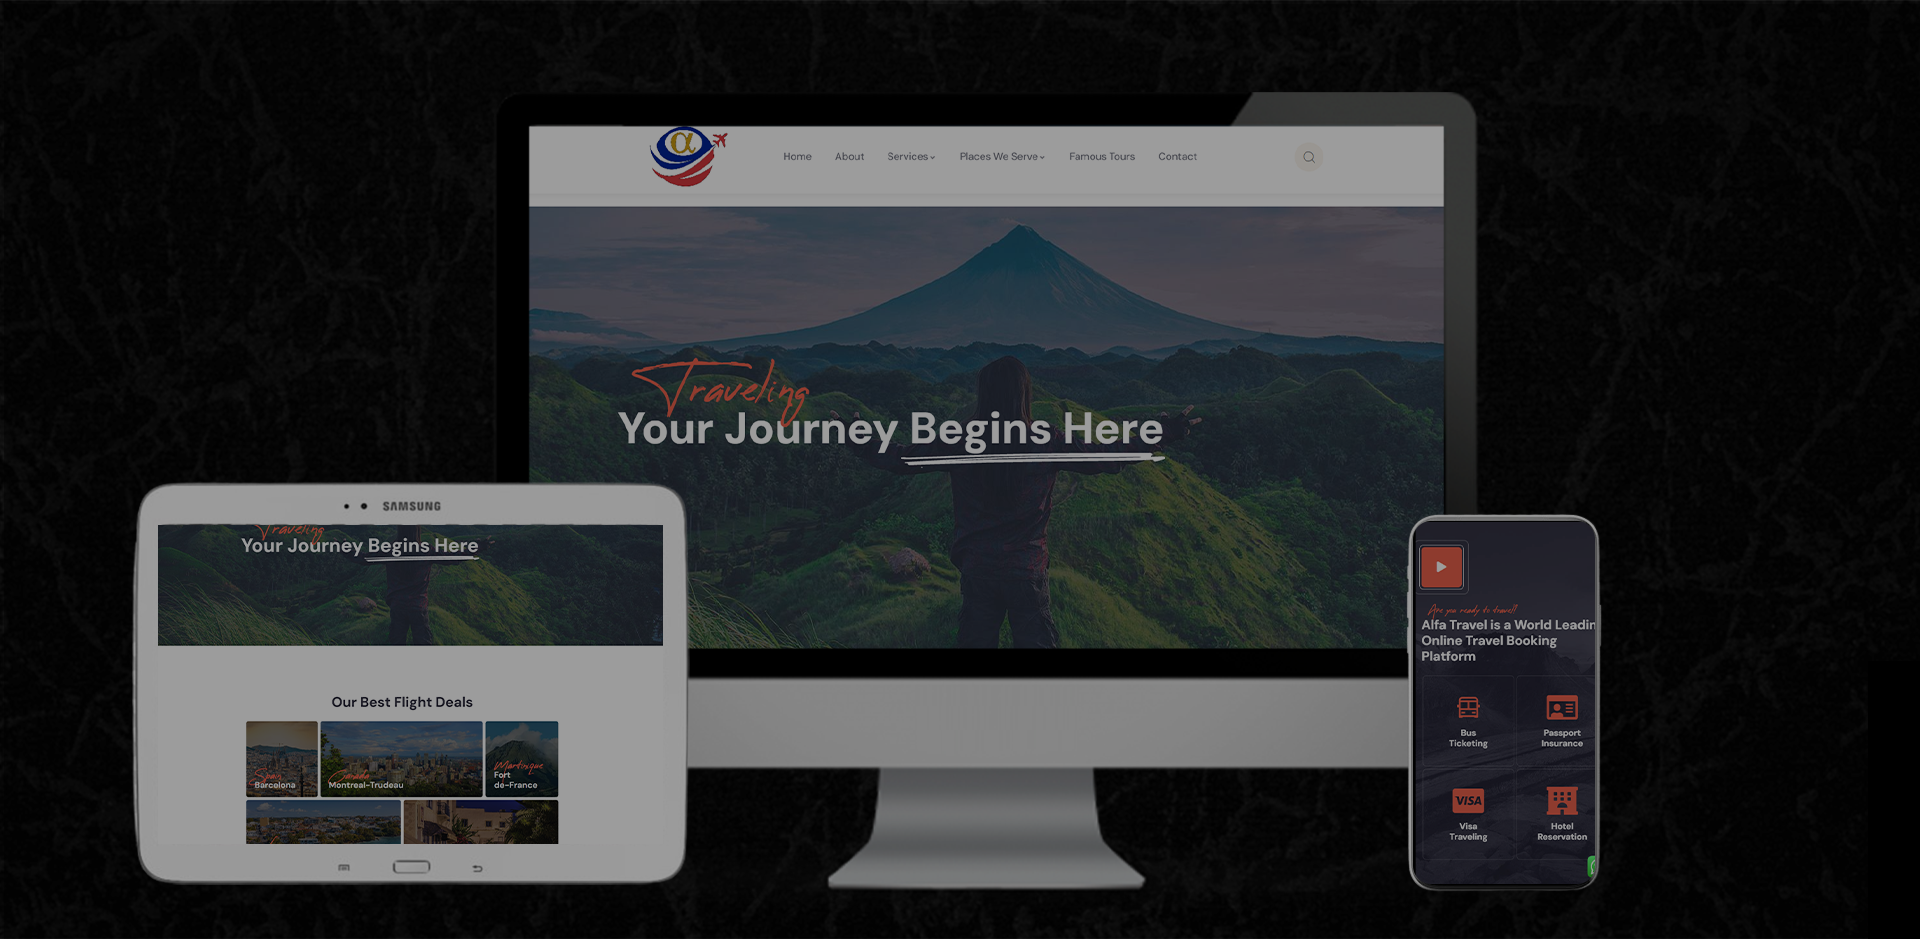 @
Home
About
Services
Places We Serve
Famous Tours
Contact
Traveling
Your Journey Begins Here
SAMSUNG
Traveling
Your Journey Begins Here
Our Best Flight Deals
Spain
Barcelona
Canada
Montreal-Trudeau
Martinique
Fort
de-France
Are you ready to travel?
Alfa Travel is a World Leadin
Online Travel Booking
Platform
Bus
Ticketing
Passport
Insurance
VISA
Visa
Traveling
Hotel
Reservation